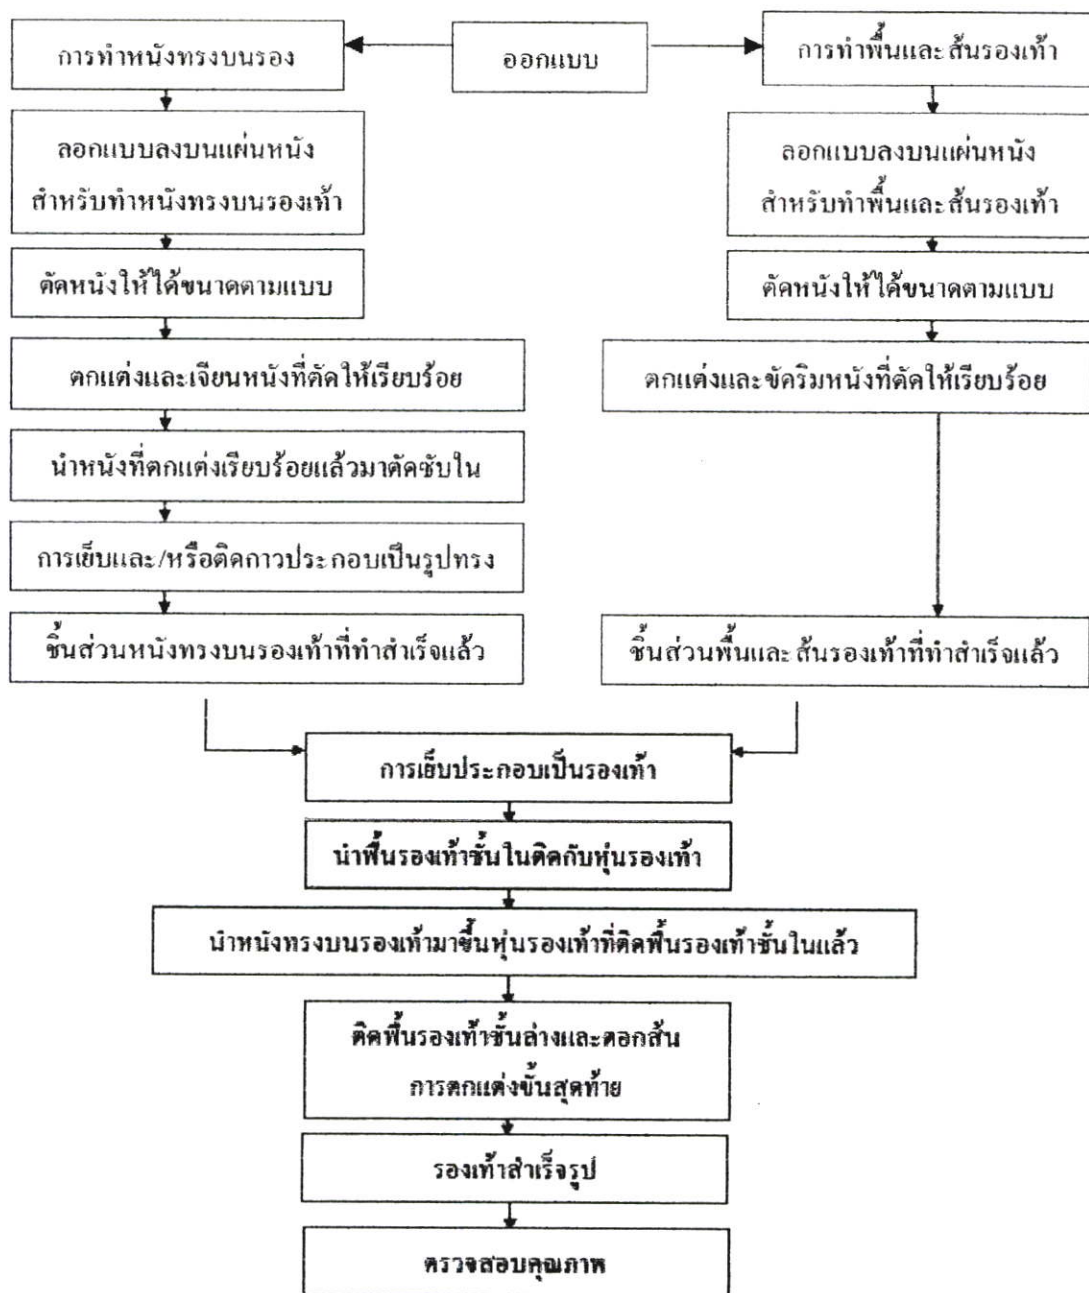 ออกแบบ
การทำหนังทรงบนรอง
ลอกแบบลงบนแผ่นหนัง
สำหรับทำหนังทรงบนรองเท้า
ตัดหนังให้ได้ขนาดตามแบบ
ตกแต่งและเจียนหนังที่ตัดให้เรียบร้อย
นำหนังที่ตกแต่งเรียบร้อยแล้วมาตัดซับใน
การเย็บและ/หรือติดกาวประกอบเป็นรูปทรง
ชิ้นส่วนหนังทรงบนรองเท้าที่ทำสำเร็จแล้ว
การทำพื้นและส้นรองเท้า
ลอกแบบลงบนแผ่นหนัง
สำหรับทำพื้นและส้นรองเท้า
ตัดหนังให้ได้ขนาดตามแบบ
ตกแต่งและขัดริมหนังที่ตัดให้เรียบร้อย
ชิ้นส่วนพื้นและส้นรองเท้าที่ทำสำเร็จแล้ว
การเย็บประกอบเป็นรองเท้า
นำพื้นรองเท้าชั้นในติดกับหุ่นรองเท้า
นำหนังทรงบนรองเท้ามาขึ้นหุ่นรองเท้าที่ติดพื้นรองเท้าชั้นในแล้ว
ติดพื้นรองเท้าชั้นล่างและตอกส้น
การตกแต่งขั้นสุดท้าย
รองเท้าสำเร็จรูป
ตรวจสอบคุณภาพ